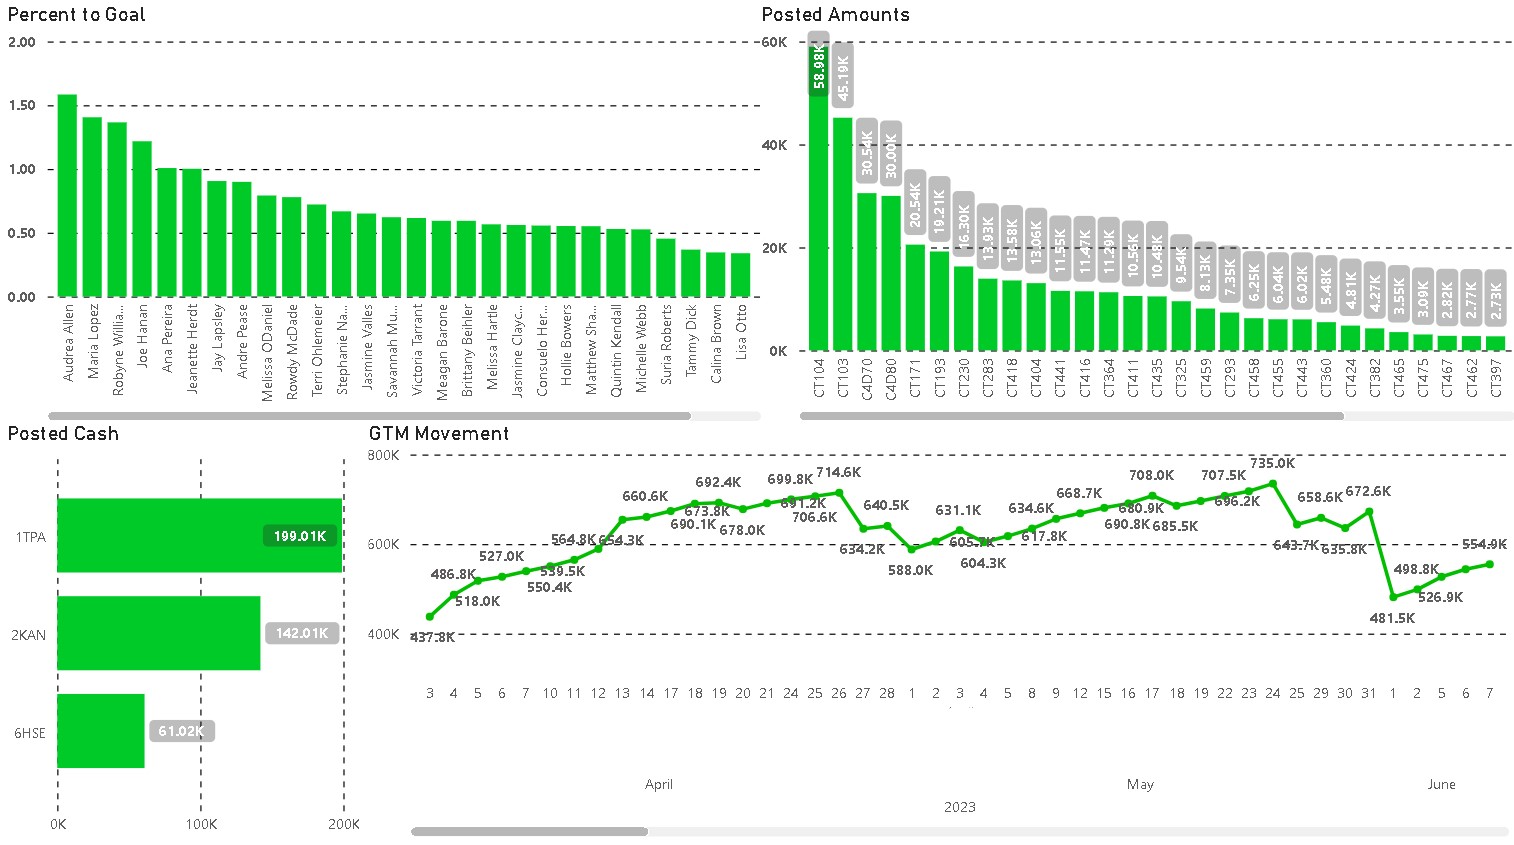 Percent to Goal
2.00
1.50
1.00
0.50
0.00
Audrea Allen
Maria Lopez
Robyne Willia...
Joe Hanan
Ana Pereira
Jeanette Herdt
Jay Lapsley
Andre Pease
Melissa ODaniel
Rowdy McDade
Terri Ohlemeier
Stephanie Na...
Jasmine Valles
Savannah Mu...
Victoria Tarrant
Meagan Barone
Brittany Beihler
Melissa Hartle
Jasmine Clayc...
Consuelo Her...
Hollie Bowers
Matthew Sha...
Quintin Kendall
Michelle Webb
Suria Roberts
Tammy Dick
Calina Brown
Lisa Otto
Posted Amounts
60K
40K
20K
0K
58.98K
45.19K
30.54K
30.00K
20.54K
19.21K
16.30K
13.93K
13.58K
13.06K
11.55K
11.47K
11.29K
10.56K
10.48K
9.54K
8.13K
7.35K
6.25K
6.04K
6.02K
5.48K
4.81K
4.27K
3.55K
3.09K
2.82K
2.77K
2.73K
CT104
CT103
C4D70
C4D80
CT171
CT193
CT230
CT283
CT418
CT404
CT441
CT416
CT364
CT411
CT435
CT325
CT459
CT293
CT458
CT455
CT443
CT360
CT424
CT382
CT465
CT475
CT467
CT462
CT397
Posted Cash
1TPA
199.01K
2KAN
142.01K
6HSE
61.02K
0K
100K
200K
GTM Movement
800K
600K
400K
437.8K
486.8K
518.0K
527.0K
539.5K
550.4K
564.8K
654.3K
660.6K
673.8K
690.1K
692.4K
678.0K
691.2K
699.8K
706.6K
714.6K
634.2K
640.5K
588.0K
605.7K
631.1K
604.3K
617.8K
634.6K
668.7K
680.9K
690.8K
708.0K
685.5K
696.2K
707.5K
735.0K
643.7K
658.6K
635.8K
672.6K
481.5K
498.8K
526.9K
554.9K
3 4 5 6 7 10 11 12 13 14 17 18 19 20 21 24 25 26 27 28 1 2 3 4 5 8 9 12 15 16 17 18 19 22 23 24 25 29 30 31 1 2 5 6 7
April
May
June
2023